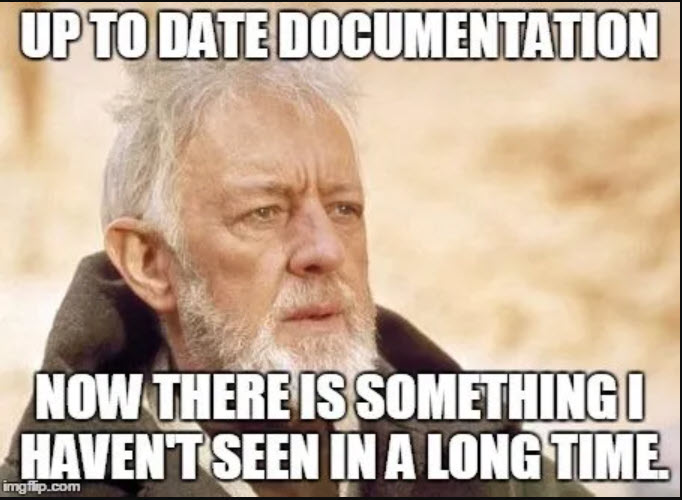 UP TO DATE DOCUMENTATION
NOW THERE IS SOMETHING I
HAVEN'T SEEN IN A LONG TIME.
imgflip.com